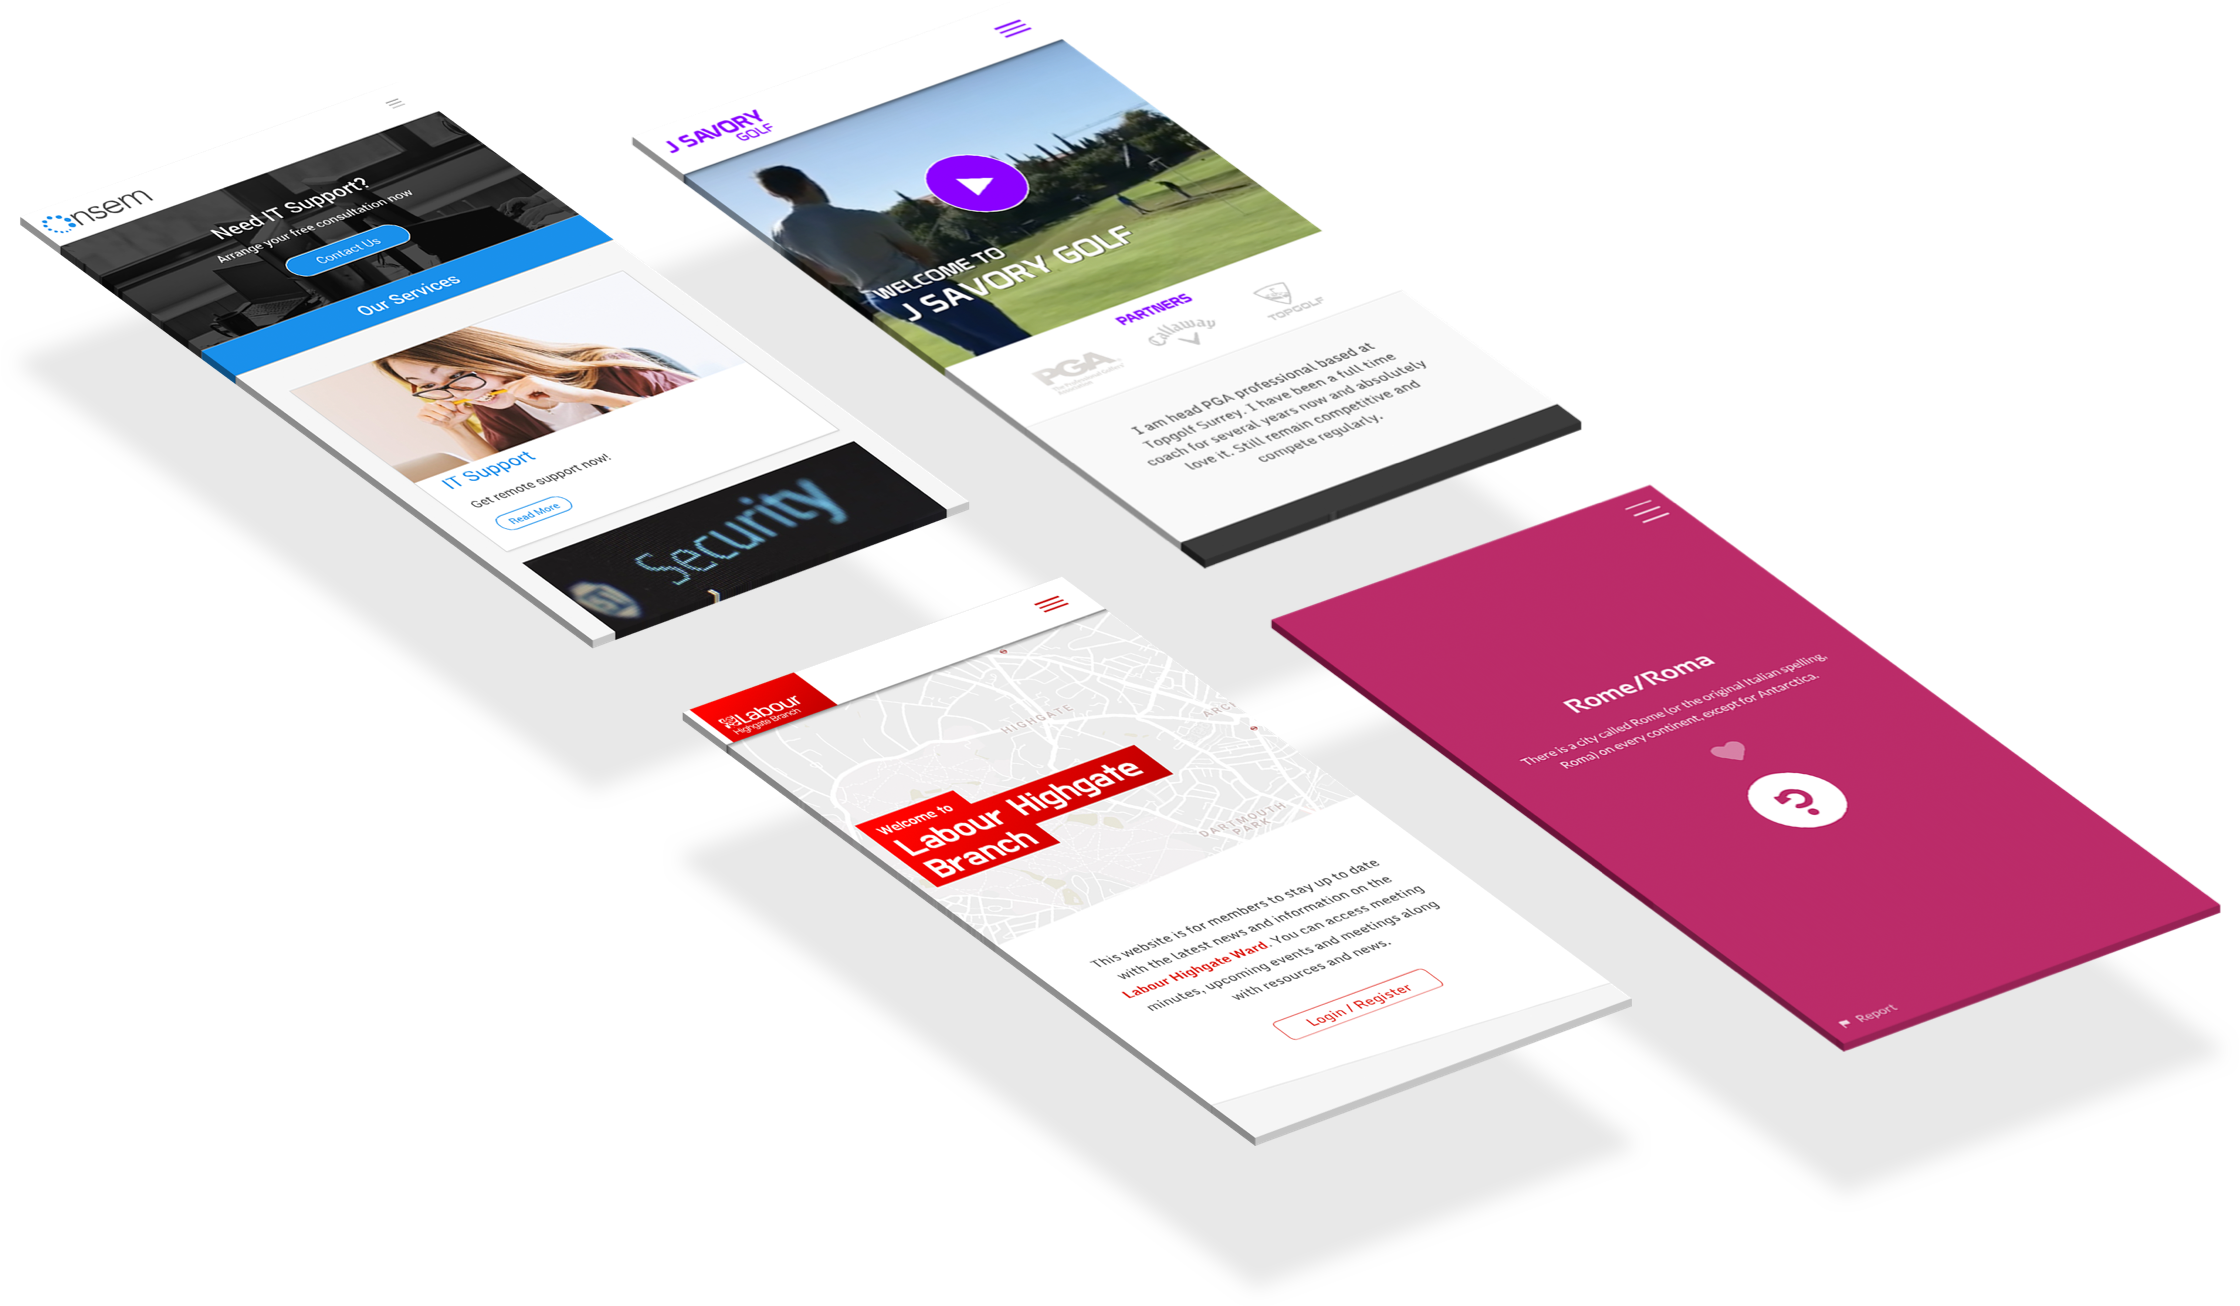 Onsem
Need IT Support?
Arrange your free consultation now
Contact Us
Our Services
IT Support
Get remote support now!
Read More
Security
J SAVORY
GOLF
WELCOME TO
J SAVORY GOLF
PARTNERS
PGA
Callaway
TOPGOLF
I am head PGA professional based at
Topgolf Surrey. I have been a full time
coach for several years now and absolutely
love it. Still remain competitive and
compete regularly.
Labour
Highgate Branch
HIGHGATE
DARTMOUTH
PARK
Welcome to
Labour Highgate
Branch
This website is for members to stay up to date
with the latest news and information on the
Labour Highgate Ward. You can access meeting
minutes, upcoming events and meetings along
with resources and news.
Login / Register
Rome/Roma
There is a city called Rome (or the original Italian spelling,
Roma) on every continent, except for Antarctica.
?
Report